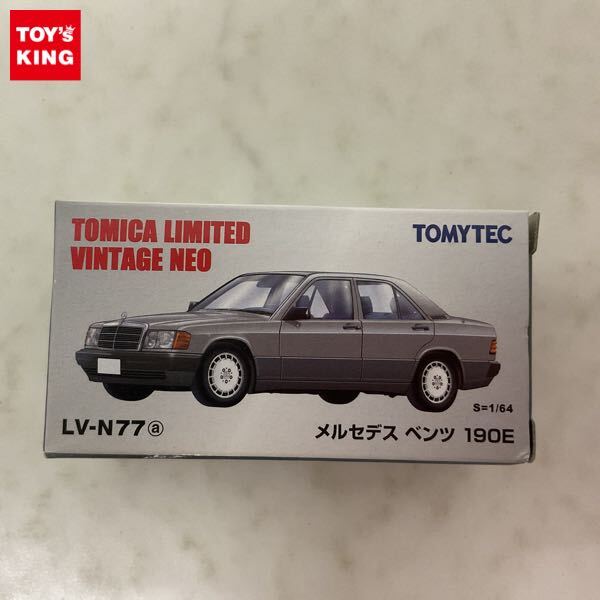 TOY's
KING
TOMICA LIMITED
VINTAGE NEO
TOMYTEC
S=1/64
LV-N77ⓐ
メルセデス ベンツ 190E